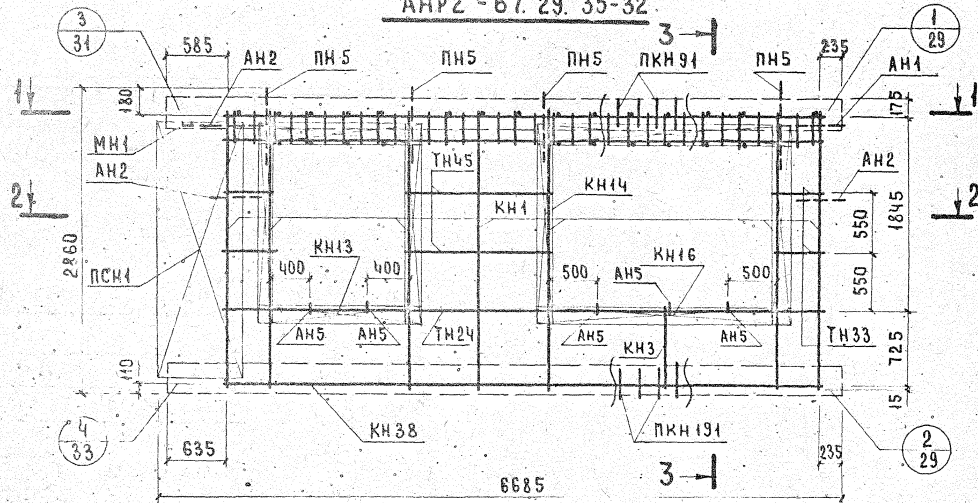 АНР2 - 67. 29. 35-32
3
3
31
1
29
585
АН2
ПН5
ПН5
ПН5
ПКН91
ПН5
235
АН1
1
180
175
1
МН1
АН2
ТН45
АН2
2
КН14
КН1
2
2860
КН13
КН16
550
1845
400
400
500
АН5
500
550
ПСН1
АН5
АН5
ТН24
АН5
АН5
ТН33
КН3
725
110
15
4
33
КН38
ПКН191
2
29
635
235
3
6685